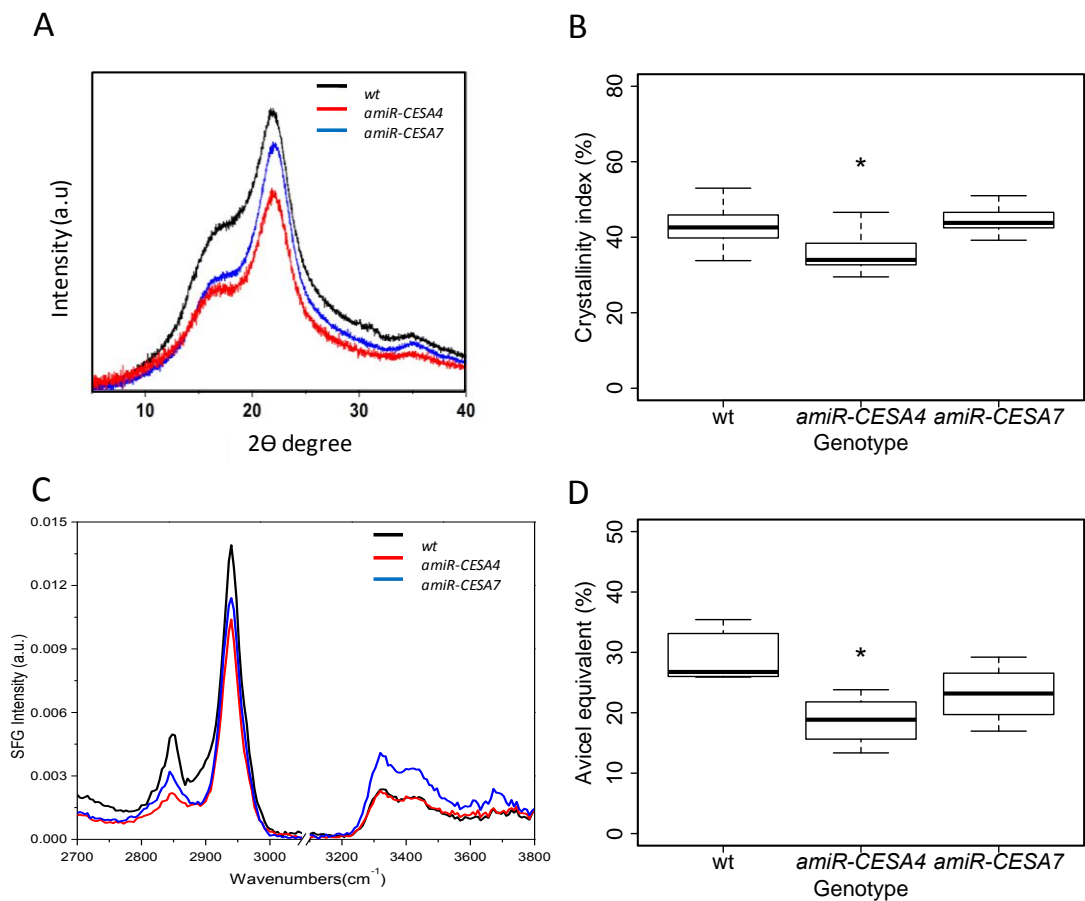 A
wt
amiR-CESA4
amiR-CESA7
Intensity (a.u)
10 20 30 40
2Θ degree
B
80
60
40
20
0
Crystallinity index (%)
*
wt amiR-CESA4 amiR-CESA7
Genotype
C
0.015
0.012
0.009
0.006
0.003
0.000
SFG Intensity (a.u.)
wt
amiR-CESA4
amiR-CESA7
2700 2800 2900 3000 3200 3400 3600 3800
Wavenumbers(cm-1)
D
50
40
30
20
10
0
Avicel equivalent (%)
*
wt amiR-CESA4 amiR-CESA7
Genotype